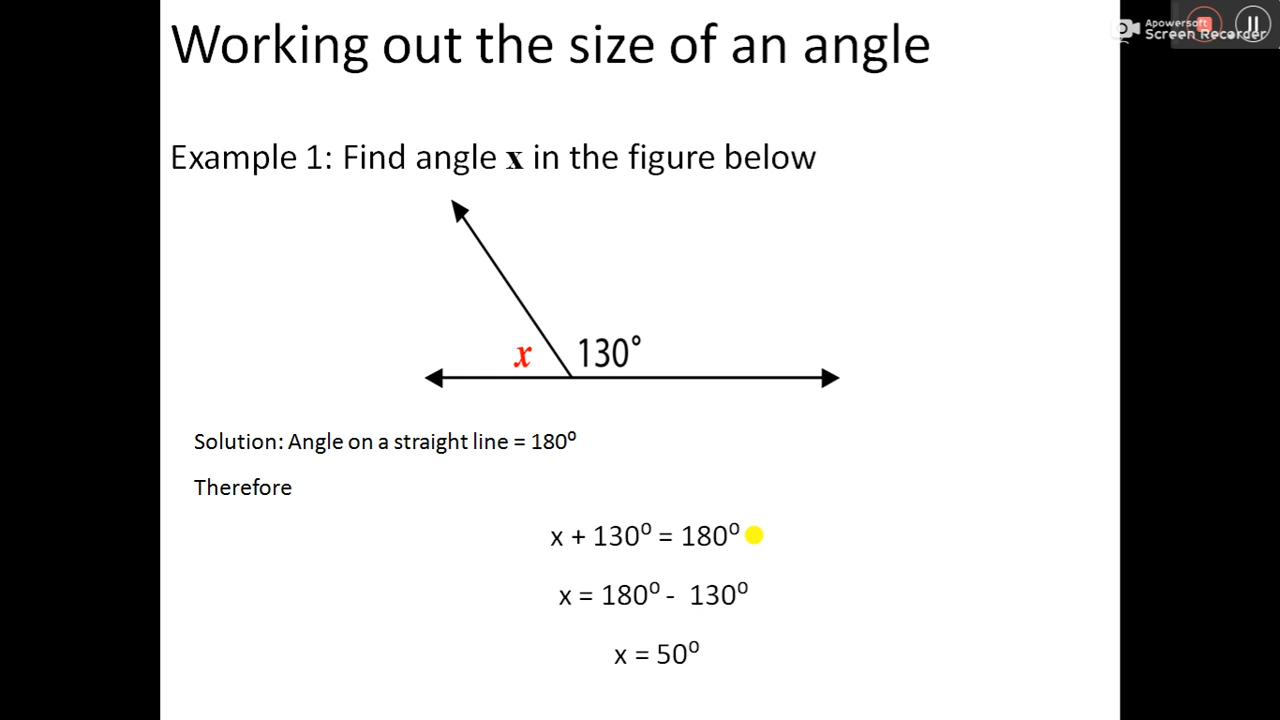 Working out the size of an angle
Apowersoft
Screen Recorder
Example 1: Find angle x in the figure below
x
130°
Solution: Angle on a straight line = 180⁰
Therefore
x + 130⁰ = 180⁰
x = 180⁰ - 130⁰
x = 50⁰